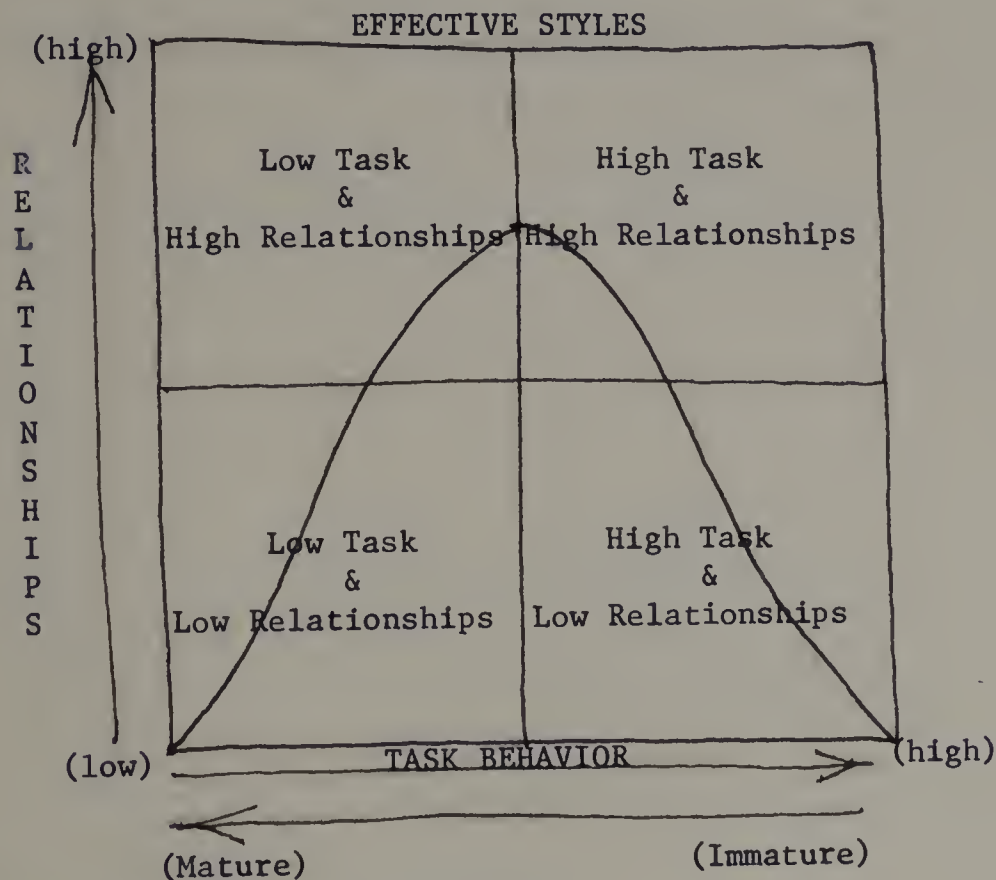 EFFECTIVE STYLES
(high)
RELATIONSHIPS
Low Task
&
High Relationships
High Task
&
High Relationships
Low Task
&
Low Relationships
High Task
&
Low Relationships
(low)
TASK BEHAVIOR
(high)
(Mature)
(Immature)